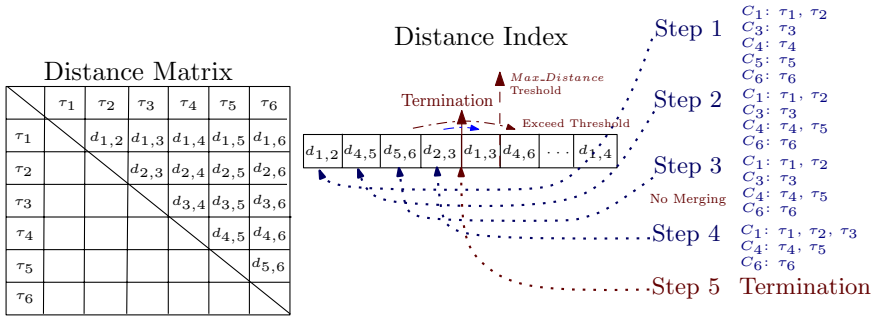 Distance Matrix
τ1 τ2 τ3 τ4 τ5 τ6
τ1 d1,2 d1,3 d1,4 d1,5 d1,6
τ2 d2,3 d2,4 d2,5 d2,6
τ3 d3,4 d3,5 d3,6
τ4 d4,5 d4,6
τ5 d5,6
τ6
Distance Index
Max_Distance
Treshold
Termination
Exceed Threshold
d1,2 d4,5 d5,6 d2,3 d1,3 d4,6 ··· d1,4
Step 1
C1: τ1, τ2
C3: τ3
C4: τ4
C5: τ5
C6: τ6
Step 2
C1: τ1, τ2
C3: τ3
C4: τ4, τ5
C6: τ6
Step 3
No Merging
C1: τ1, τ2
C3: τ3
C4: τ4, τ5
C6: τ6
Step 4
C1: τ1, τ2, τ3
C4: τ4, τ5
C6: τ6
Step 5 Termination